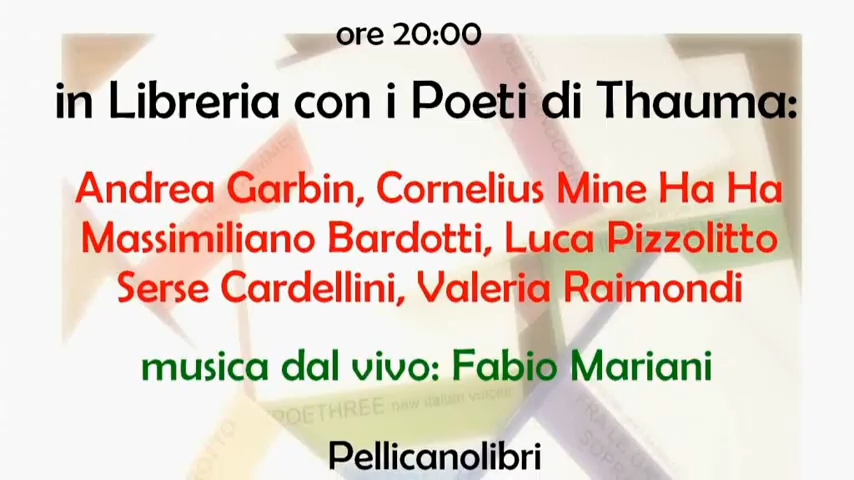 ore 20:00
in Libreria con i Poeti di Thauma:
Andrea Garbin, Cornelius Mine Ha Ha
Massimiliano Bardotti, Luca Pizzolitto
Serse Cardellini, Valeria Raimondi
musica dal vivo: Fabio Mariani
POETHREE new italian voices
Pellicanolibri